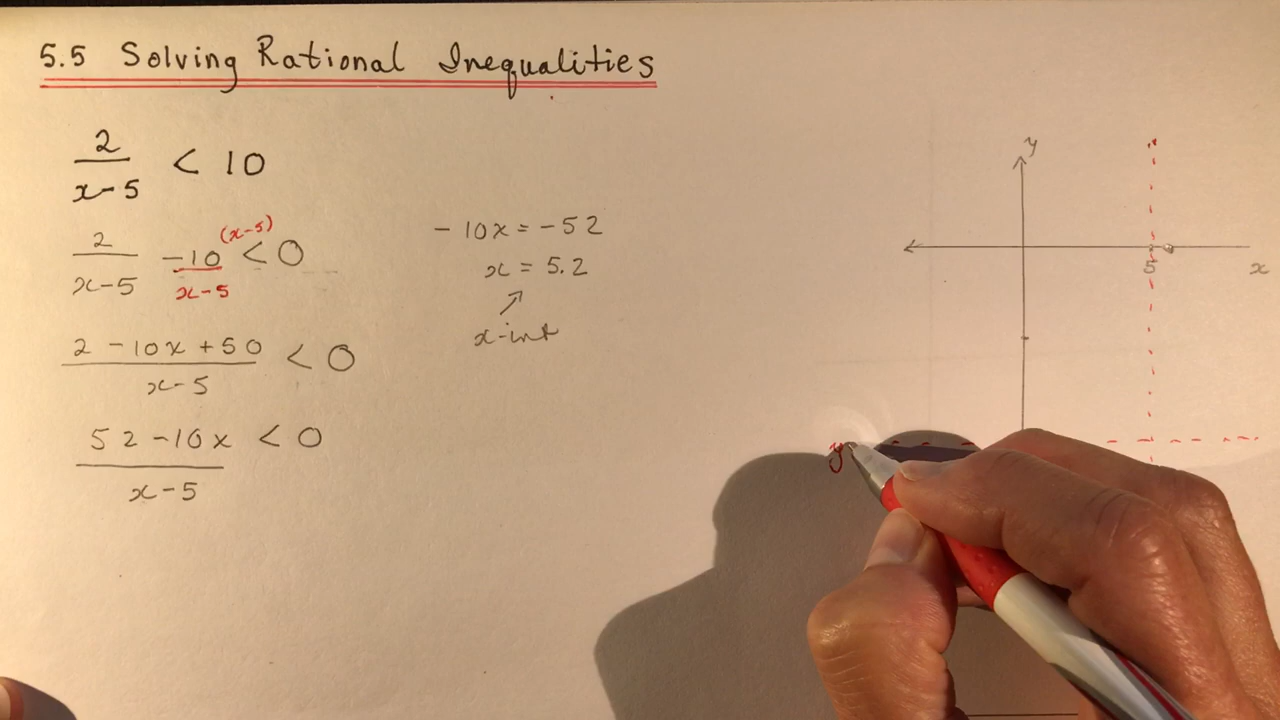 5.5 Solving Rational Inequalities
2/(x-5) < 10
2/(x-5) -10(x-5)/(x-5) < 0
(2 - 10x + 50)/(x-5) < 0
(52 - 10x)/(x-5) < 0
- 10x = -52
x = 5.2
x-int
y
5
x
y